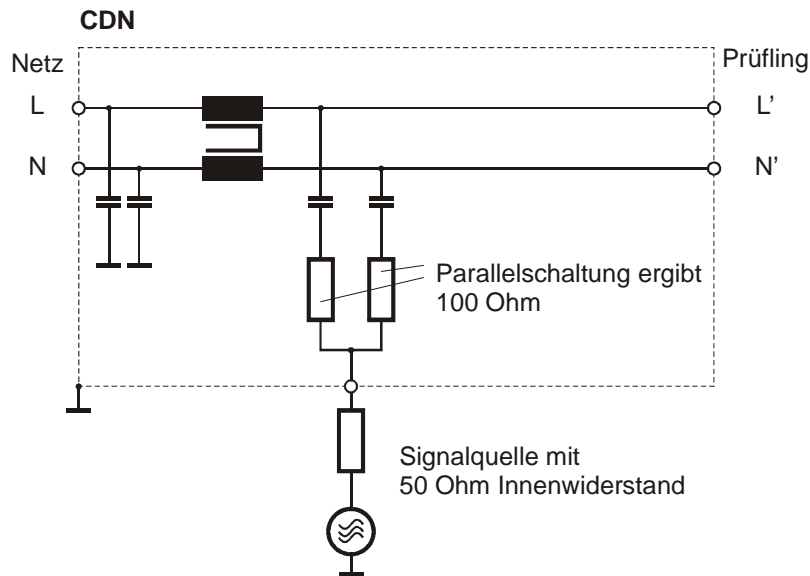 CDN
Netz
Prüfling
L
L’
N
N’
Parallelschaltung ergibt
100 Ohm
Signalquelle mit
50 Ohm Innenwiderstand